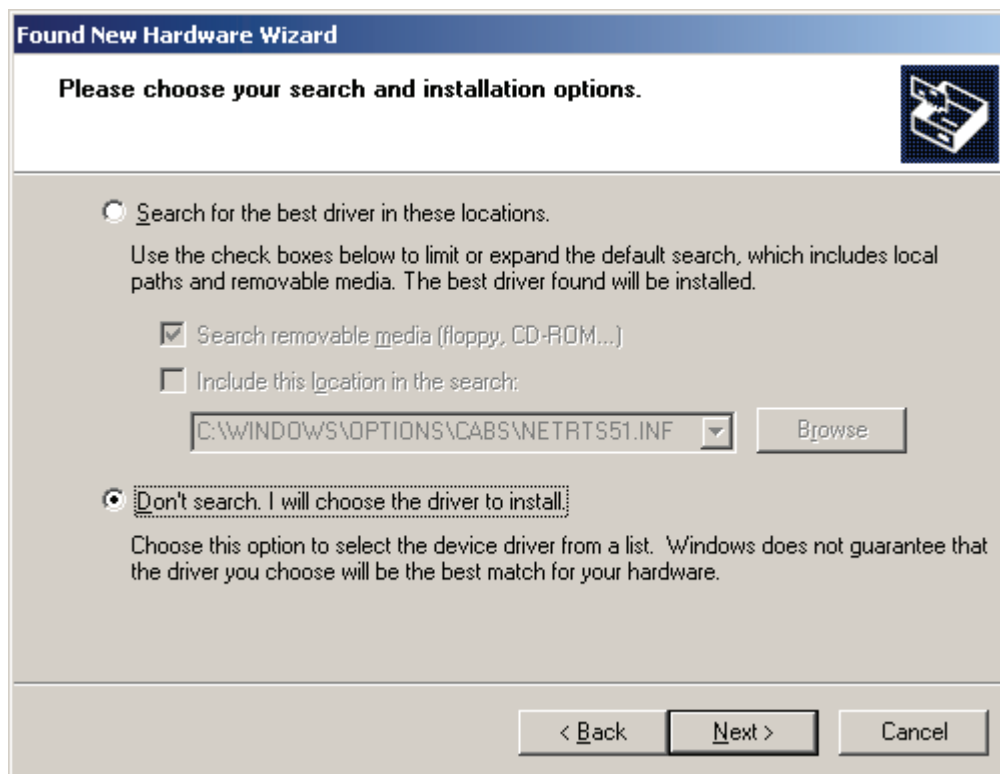 Found New Hardware Wizard
Please choose your search and installation options.
Search for the best driver in these locations.
Use the check boxes below to limit or expand the default search, which includes local
paths and removable media. The best driver found will be installed.
Search removable media (floppy, CD-ROM...)
Include this location in the search:
C:\WINDOWS\OPTIONS\CABS\NETRTS51.INF
Browse
Don't search. I will choose the driver to install.
Choose this option to select the device driver from a list.  Windows does not guarantee that
the driver you choose will be the best match for your hardware.
< Back
Next >
Cancel